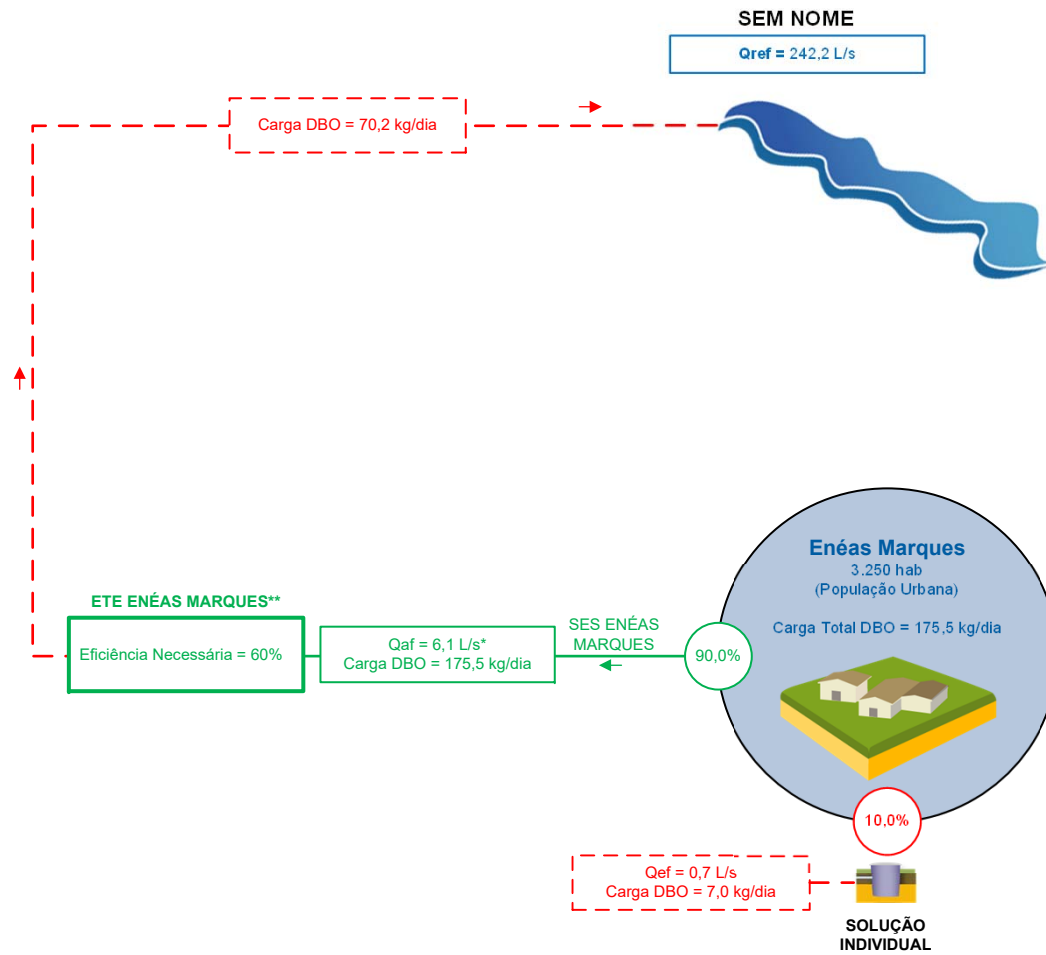 SEM NOME
Qref = 242,2 L/s
Carga DBO = 70,2 kg/dia
Enéas Marques
3.250 hab
(População Urbana)
Carga Total DBO = 175,5 kg/dia
ETE ENÉAS MARQUES**
Eficiência Necessária = 60%
Qaf = 6,1 L/s*
Carga DBO = 175,5 kg/dia
SES ENÉAS
MARQUES
90,0%
10,0%
Qef = 0,7 L/s
Carga DBO = 7,0 kg/dia
SOLUÇÃO
INDIVIDUAL